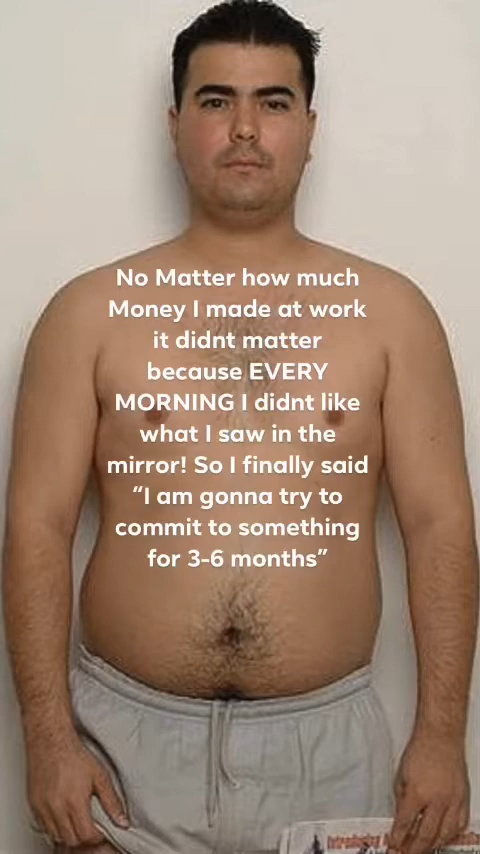 No Matter how much
Money I made at work
it didnt matter
because EVERY
MORNING I didnt like
what I saw in the
mirror! So I finally said
“I am gonna try to
commit to something
for 3-6 months”
Introducing